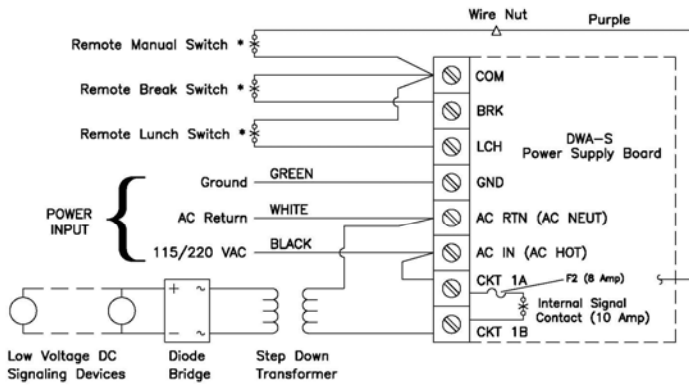 Wire Nut
Purple
Remote Manual Switch *
COM
Remote Break Switch *
BRK
Remote Lunch Switch *
LCH
DWA-S
Power Supply Board
Ground
GREEN
GND
POWER
INPUT
AC Return
WHITE
AC RTN (AC NEUT)
115/220 VAC
BLACK
AC IN (AC HOT)
CKT 1A
F2 (8 Amp)
Internal Signal
Contact (10 Amp)
CKT 1B
+ ~
- ~
Low Voltage DC
Signaling Devices
Diode
Bridge
Step Down
Transformer